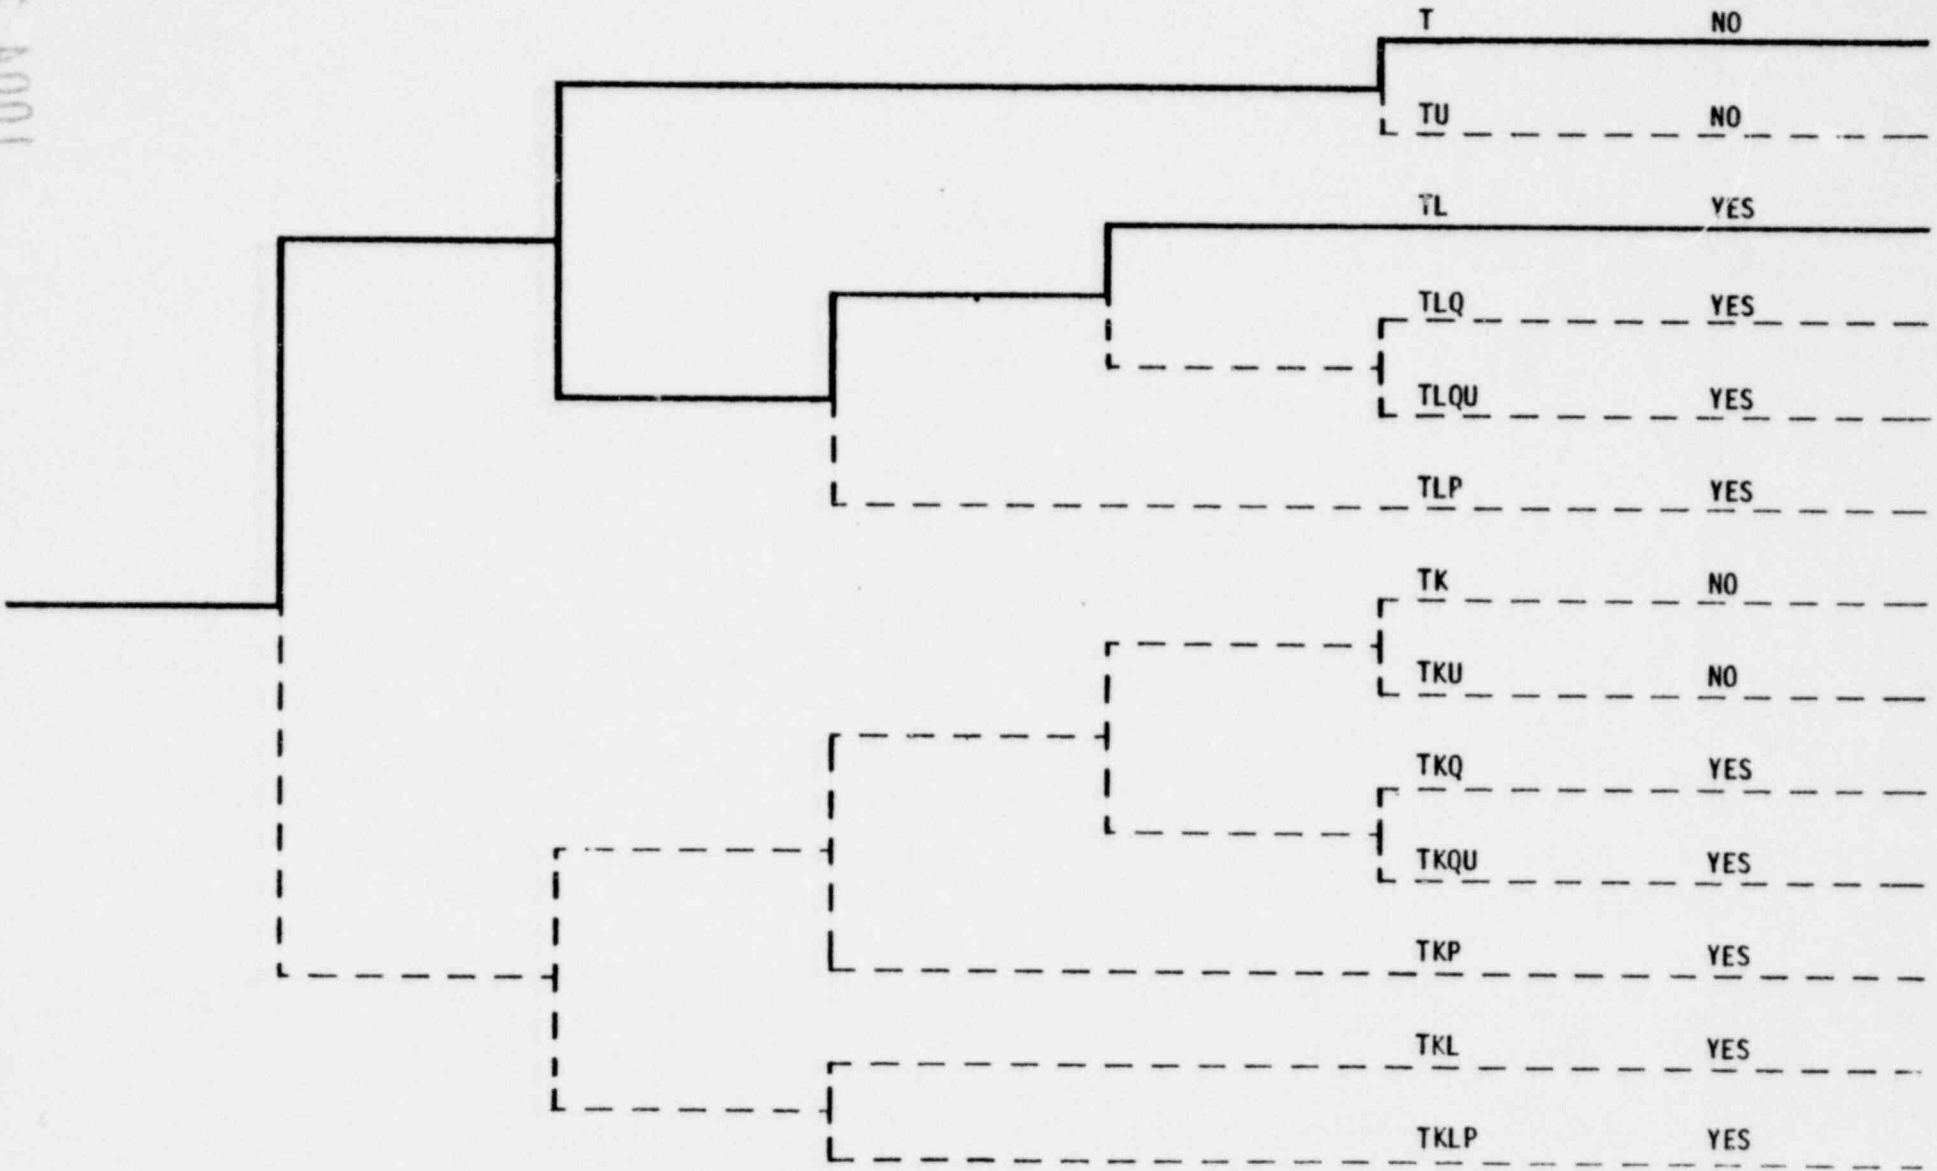 T NO
TU NO
TL YES
TLQ YES
TLQU YES
TLP YES
TK NO
TKU NO
TKQ YES
TKQU YES
TKP YES
TKL YES
TKLP YES